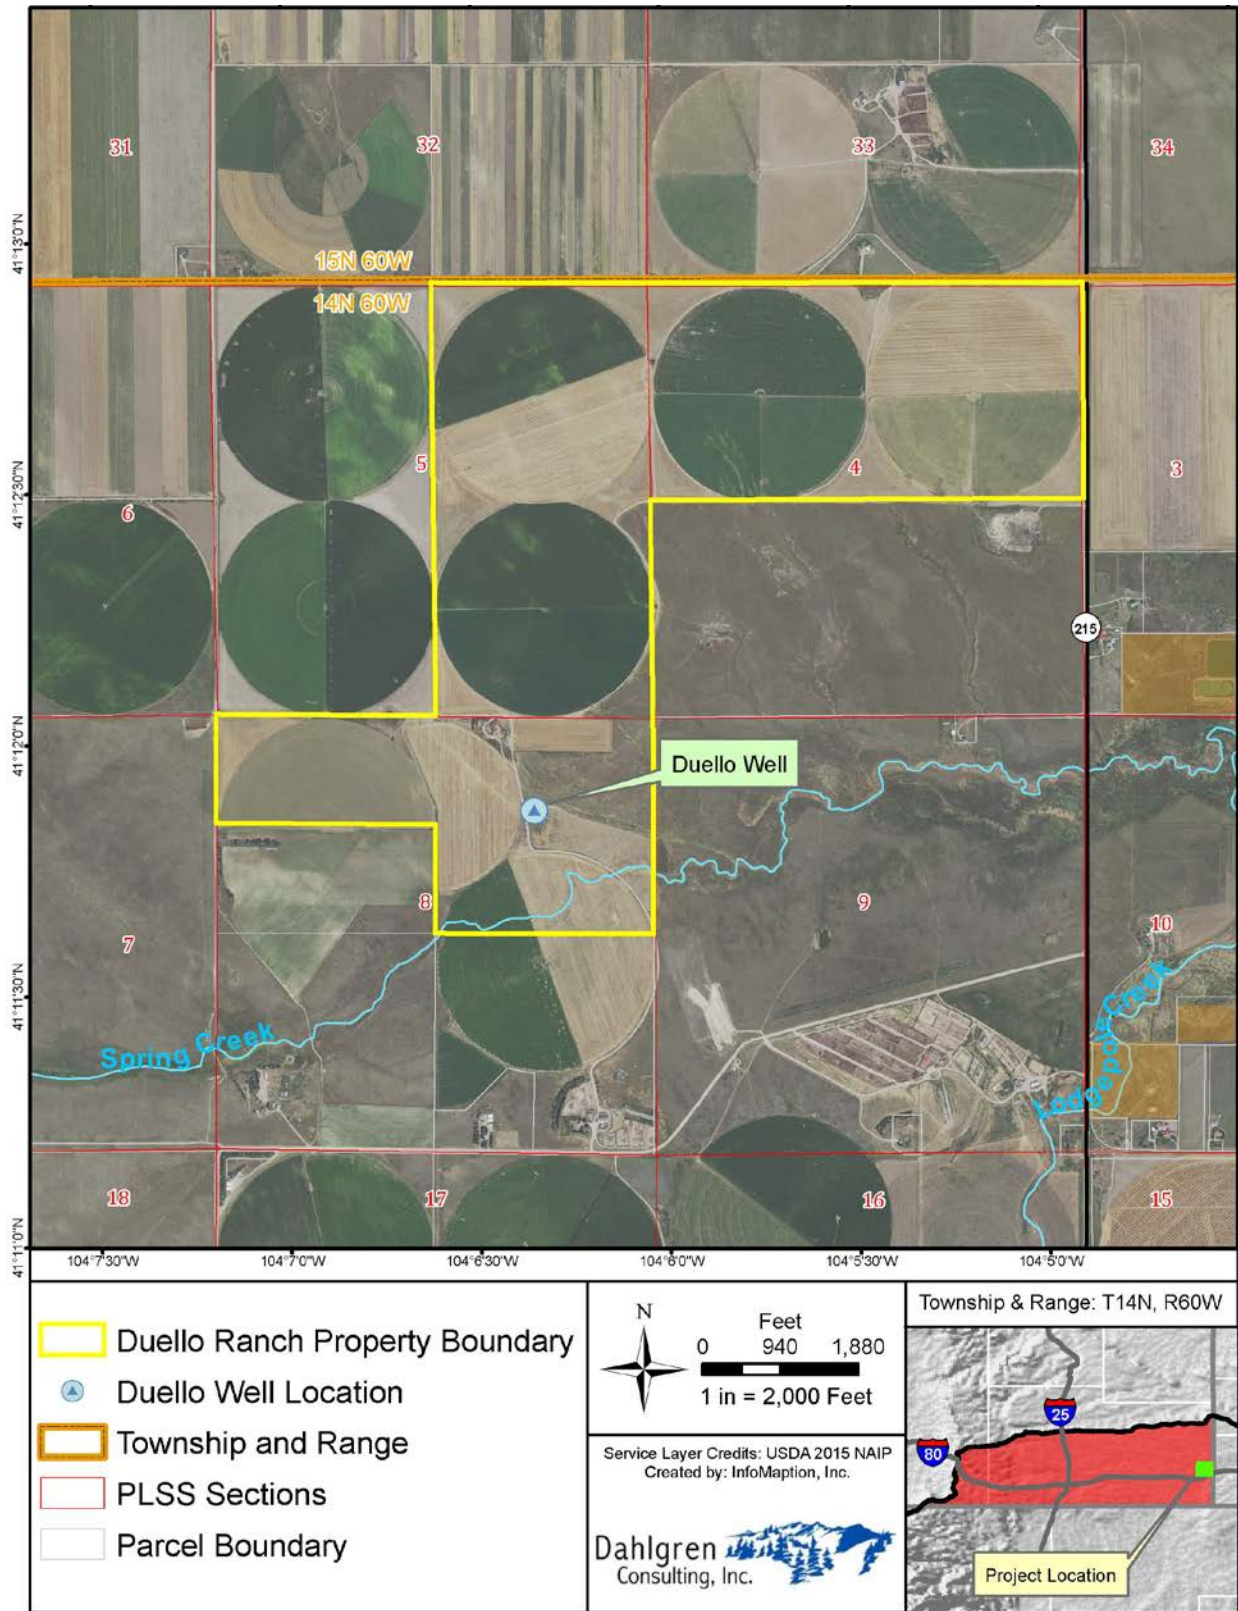 31
32
33
34
41°13'0"N
15N 60W
14N 60W
5
4
3
41°12'30"N
6
215
41°12'0"N
Duello Well
8
9
7
10
41°11'30"N
Spring Creek
Lodgepole Creek
18
17
16
15
41°11'0"N
104°7'30"W 104°7'0"W 104°6'30"W 104°6'0"W 104°5'30"W 104°5'0"W
Duello Ranch Property Boundary
Duello Well Location
Township and Range
PLSS Sections
Parcel Boundary
N
Feet
0 940 1,880
1 in = 2,000 Feet
Service Layer Credits: USDA 2015 NAIP
Created by: InfoMaption, Inc.
Dahlgren
Consulting, Inc.
Township & Range: T14N, R60W
25
80
Project Location